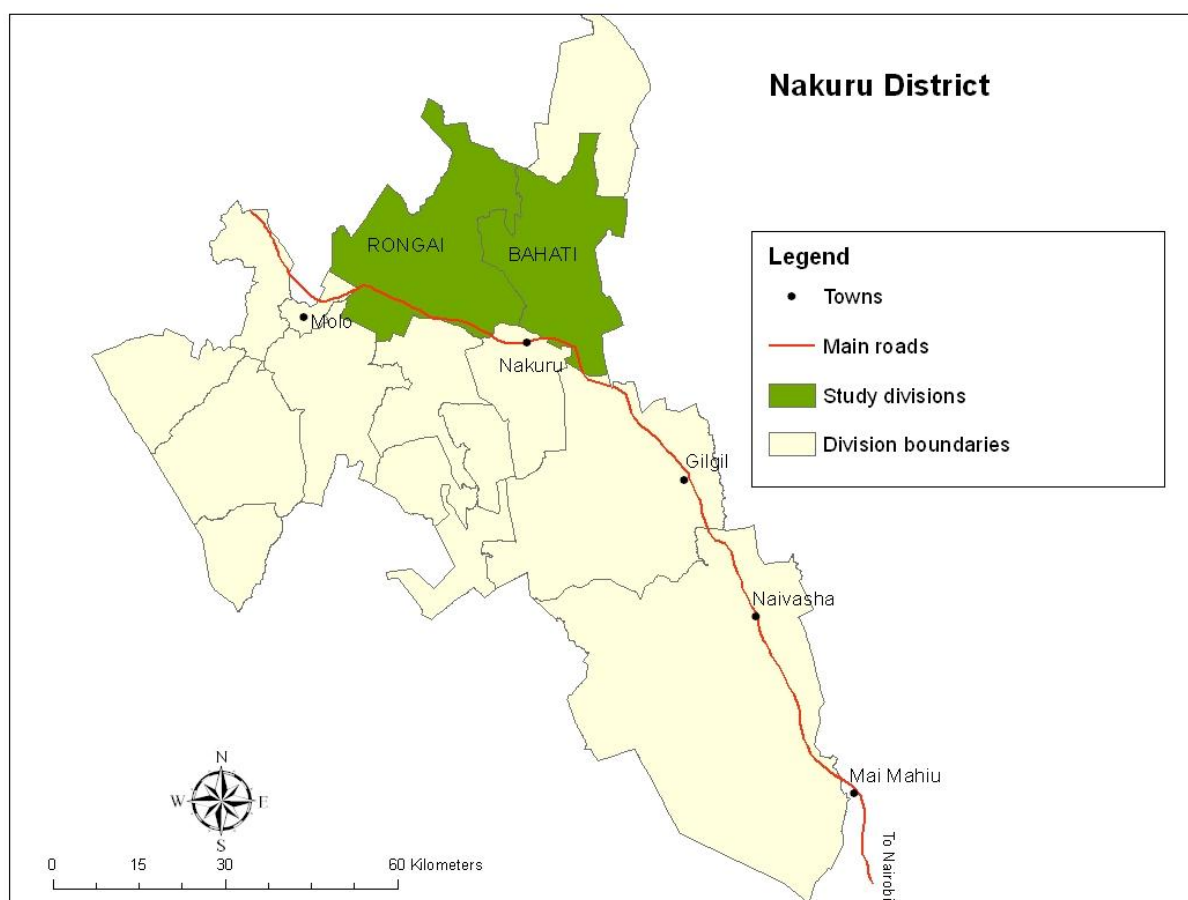 Nakuru District
RONGAI
BAHATI
Legend
Towns
Main roads
Study divisions
Division boundaries
Molo
Nakuru
Gilgil
Naivasha
Mai Mahiu
To Nairobi
N
W
E
S
0 15 30 60 Kilometers